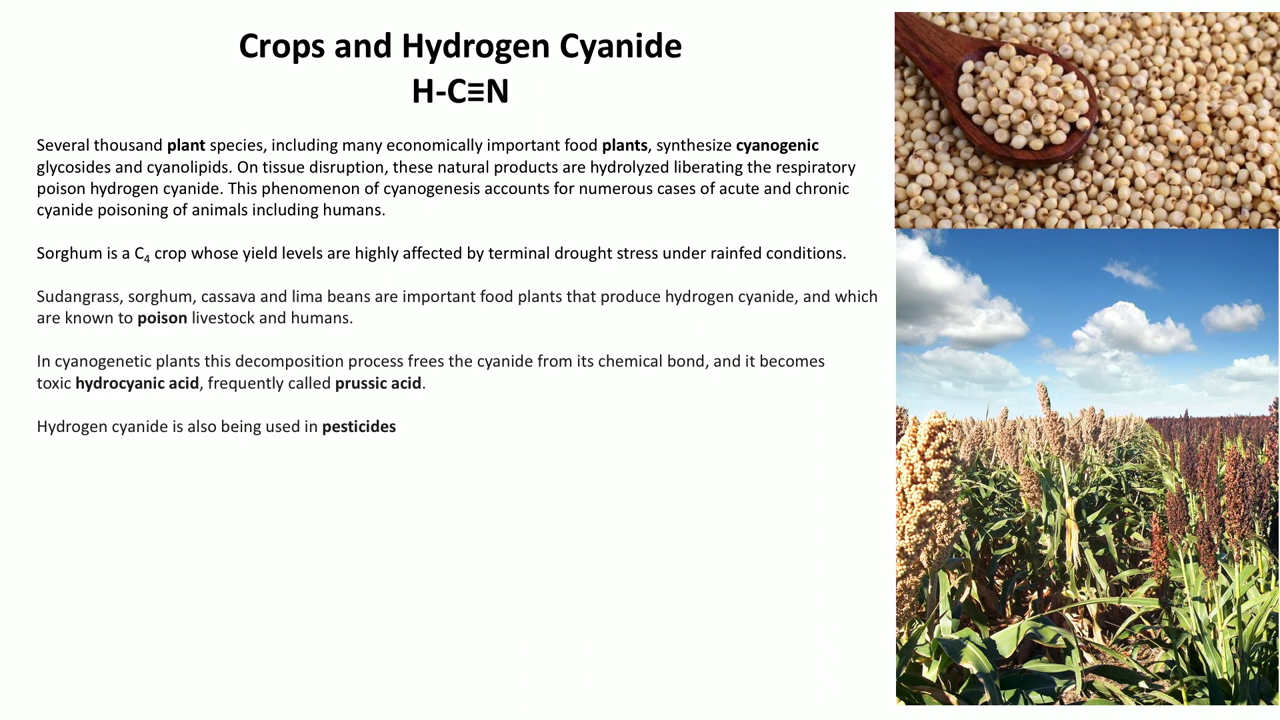 Crops and Hydrogen Cyanide
H-C≡N
Several thousand plant species, including many economically important food plants, synthesize cyanogenic
glycosides and cyanolipids. On tissue disruption, these natural products are hydrolyzed liberating the respiratory
poison hydrogen cyanide. This phenomenon of cyanogenesis accounts for numerous cases of acute and chronic
cyanide poisoning of animals including humans.
Sorghum is a C₄ crop whose yield levels are highly affected by terminal drought stress under rainfed conditions.
Sudangrass, sorghum, cassava and lima beans are important food plants that produce hydrogen cyanide, and which
are known to poison livestock and humans.
In cyanogenetic plants this decomposition process frees the cyanide from its chemical bond, and it becomes
toxic hydrocyanic acid, frequently called prussic acid.
Hydrogen cyanide is also being used in pesticides